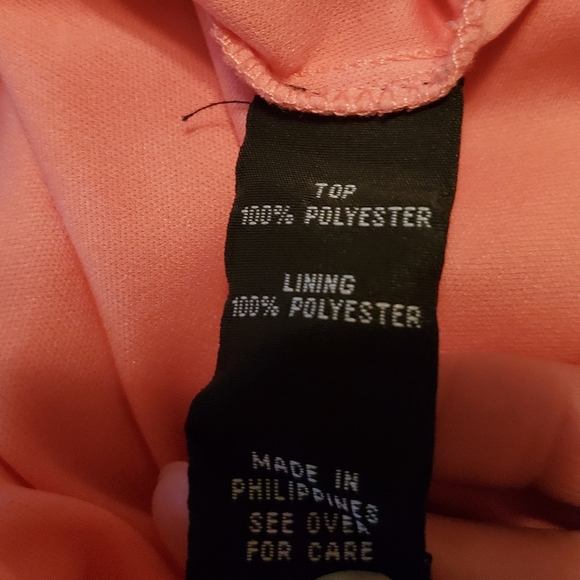 TOP
100% POLYESTER
LINING
100% POLYESTER
MADE IN
PHILIPPINES
SEE OVER
FOR CARE